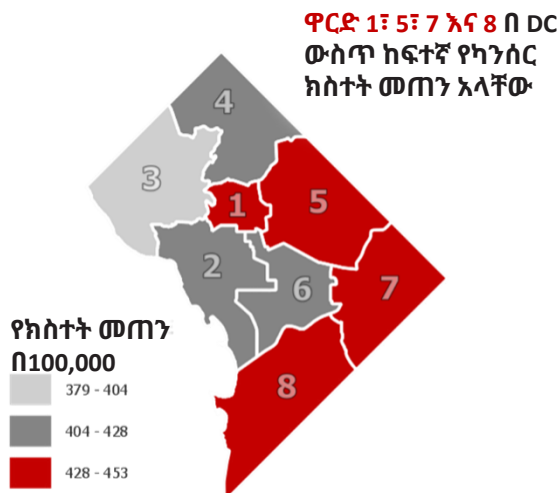 ዋርድ 1፣ 5፣ 7 እና 8 በ DC
ውስጥ ከፍተኛ የካንሰር
ክስተት መጠን አላቸው
4
3
1
5
2
6
7
8
የክስተት መጠን
በ100,000
379 - 404
404 - 428
428 - 453